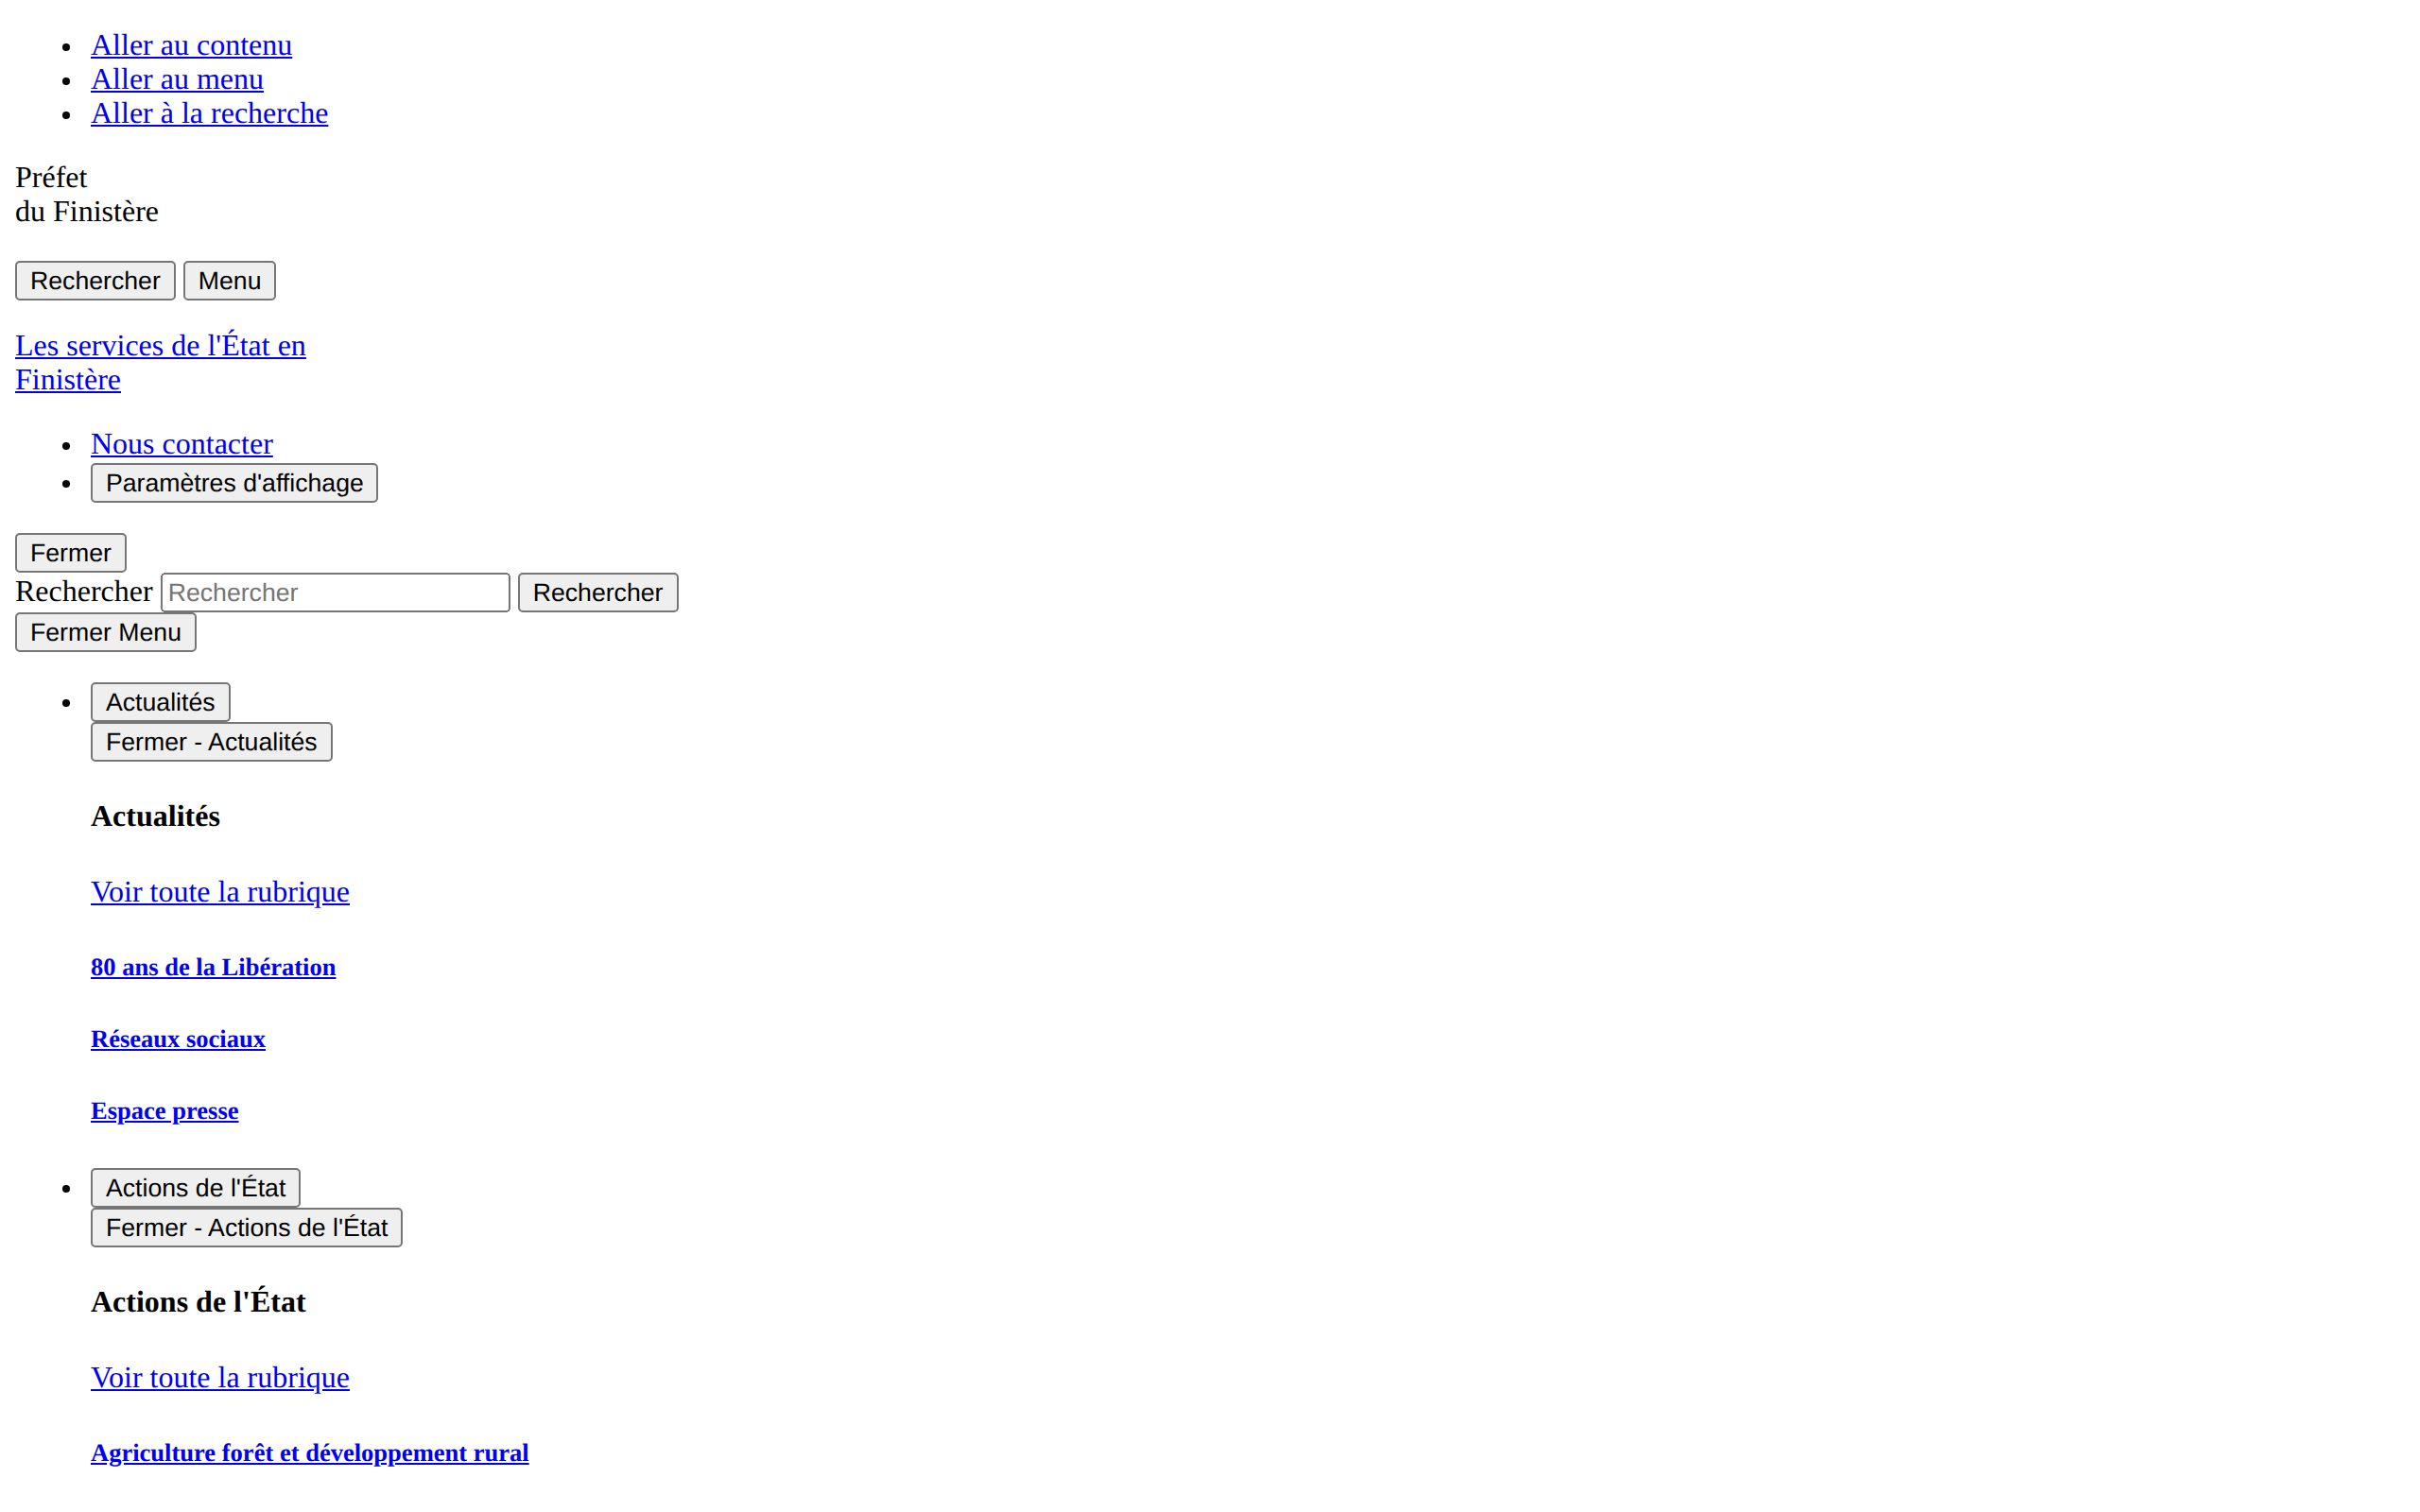 Aller au contenu
Aller au menu
Aller à la recherche
Préfet
du Finistère
Rechercher Menu
Les services de l'État en
Finistère
Nous contacter
Paramètres d'affichage
Fermer
Rechercher Rechercher Rechercher
Fermer Menu
Actualités
Fermer - Actualités
Actualités
Voir toute la rubrique
80 ans de la Libération
Réseaux sociaux
Espace presse
Actions de l'État
Fermer - Actions de l'État
Actions de l'État
Voir toute la rubrique
Agriculture forêt et développement rural